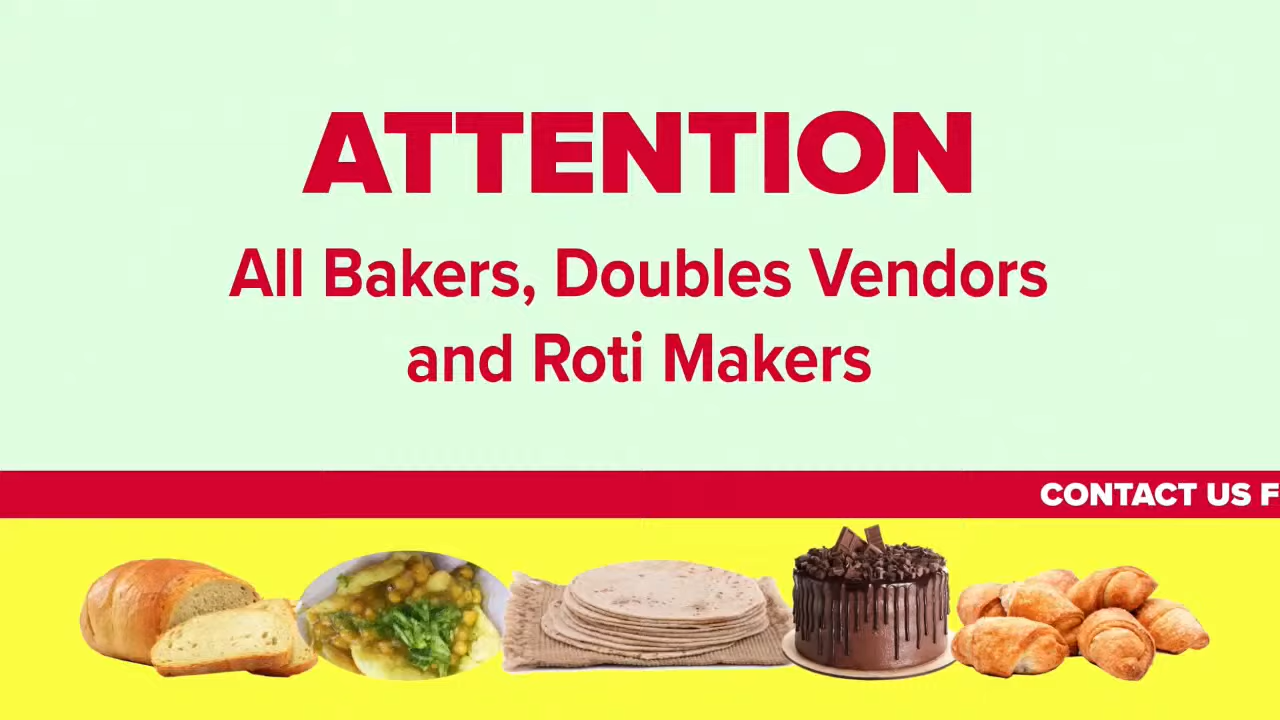 ATTENTION
All Bakers, Doubles Vendors
and Roti Makers
CONTACT US F